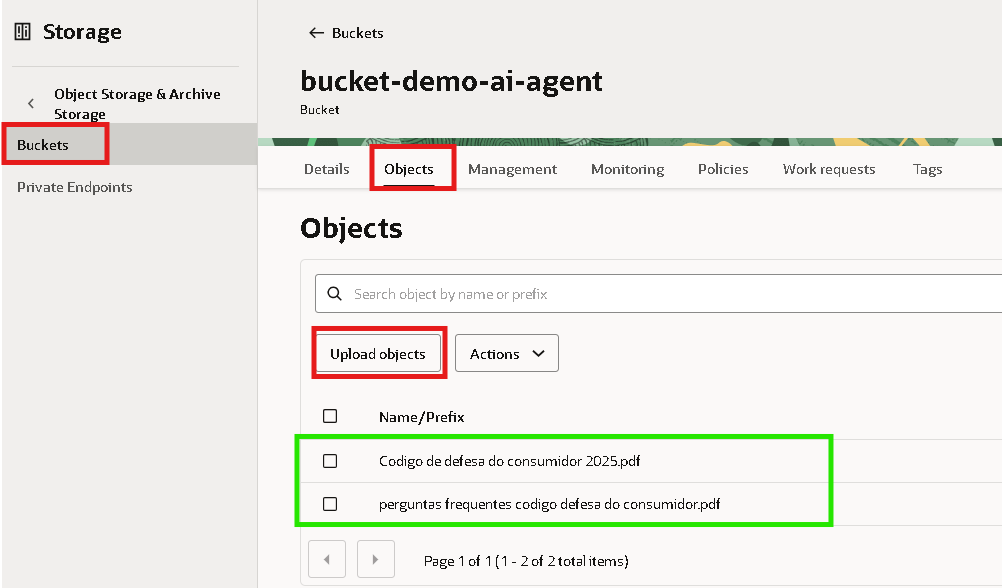 Storage
Object Storage & Archive
Storage
Buckets
Private Endpoints
Buckets
bucket-demo-ai-agent
Bucket
Details Objects Management Monitoring Policies Work requests Tags
Objects
Search object by name or prefix
Upload objects Actions
Name/Prefix
Codigo de defesa do consumidor 2025.pdf
perguntas frequentes codigo defesa do consumidor.pdf
Page 1 of 1 (1 - 2 of 2 total items)